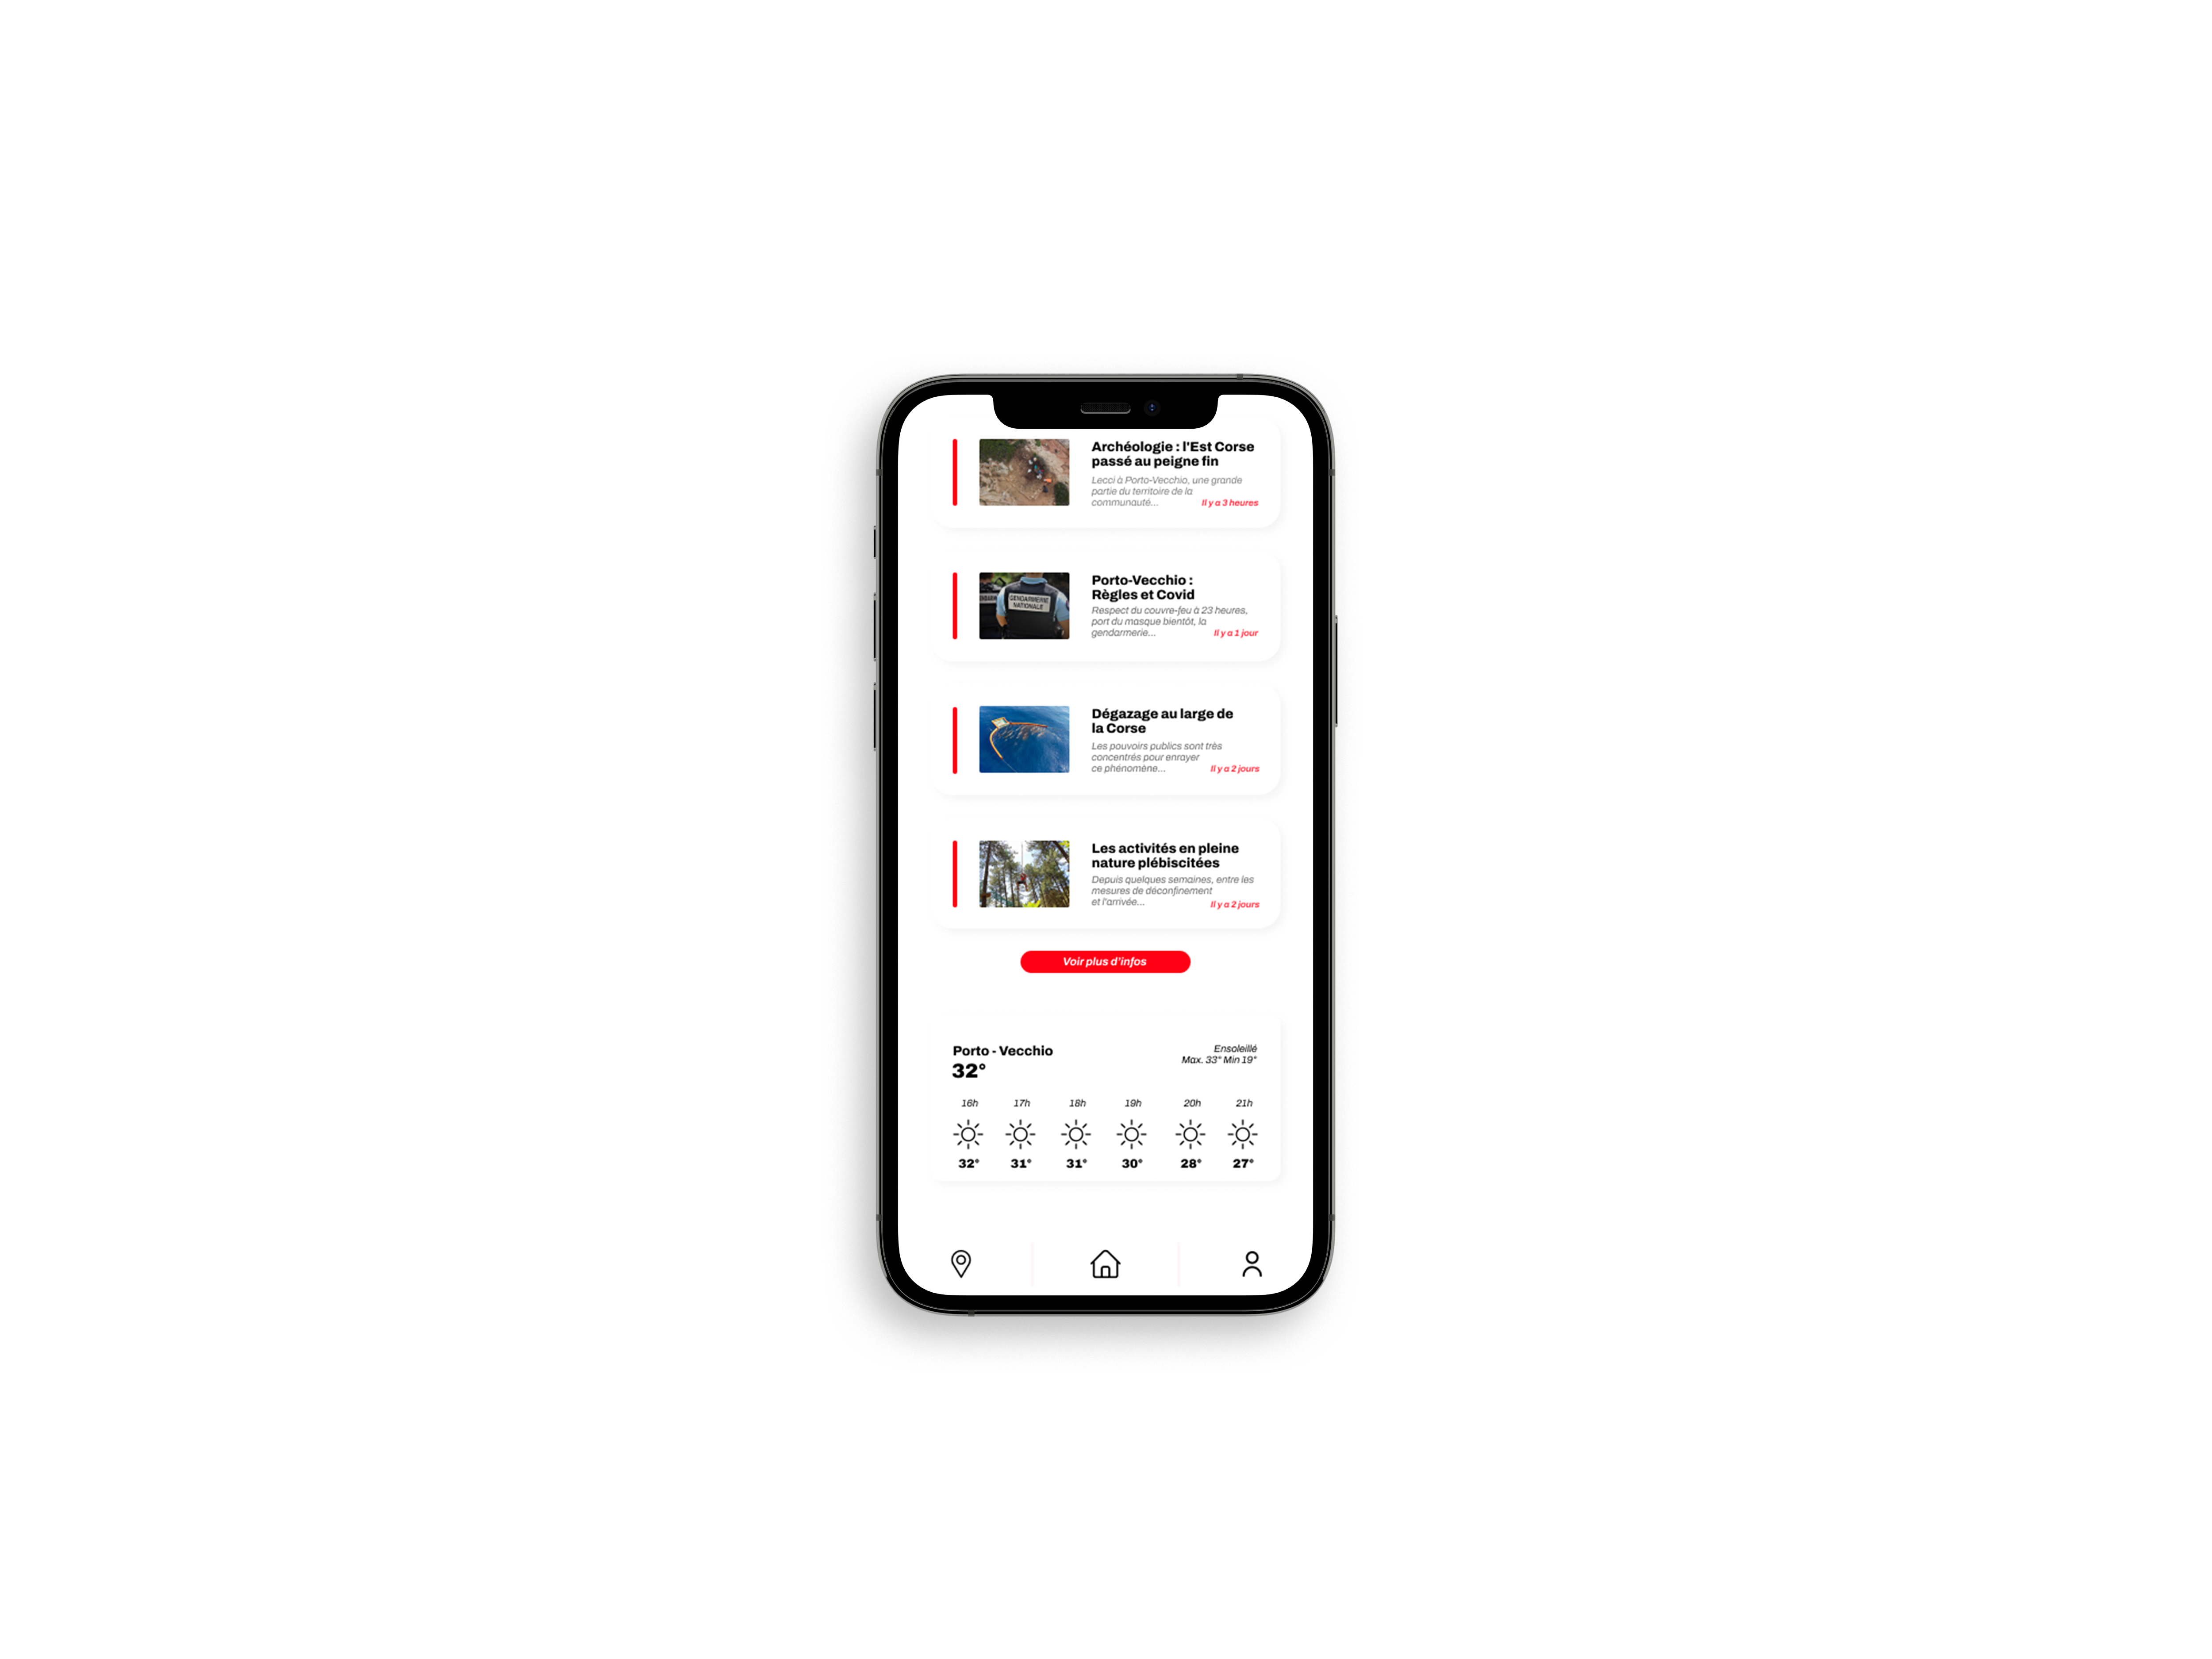 Archéologie : l'Est Corse
passé au peigne fin
Lecci à Porto-Vecchio, une grande
partie du territoire de la
communauté...
Il y a 3 heures
GENDARMERIE
NATIONALE
Porto-Vecchio :
Règles et Covid
Respect du couvre-feu à 23 heures,
port du masque bientôt, la
gendarmerie...
Il y a 1 jour
Dégazage au large de
la Corse
Les pouvoirs publics sont très
concentrés pour enrayer
ce phénomène...
Il y a 2 jours
Les activités en pleine
nature plébiscitées
Depuis quelques semaines, entre les
mesures de déconfinement
et l'arrivée...
Il y a 2 jours
Voir plus d'infos
Porto - Vecchio
32°
Ensoleillé
Max. 33° Min 19°
16h 17h 18h 19h 20h 21h
32° 31° 31° 30° 28° 27°